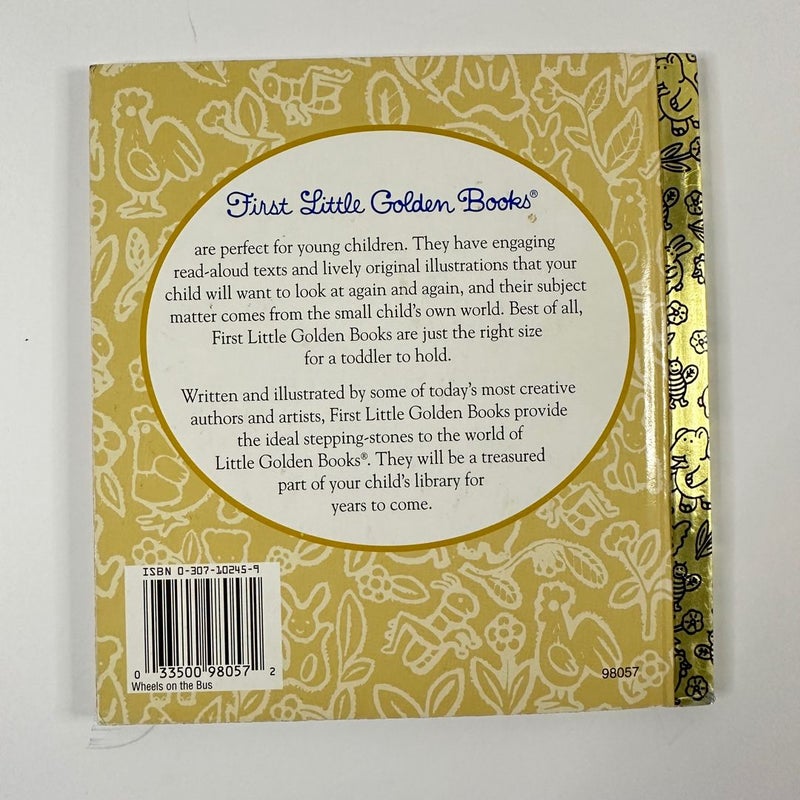 First Little Golden Books®
are perfect for young children. They have engaging
read-aloud texts and lively original illustrations that your
child will want to look at again and again, and their subject
matter comes from the small child's own world. Best of all,
First Little Golden Books are just the right size
for a toddler to hold.
Written and illustrated by some of today's most creative
authors and artists, First Little Golden Books provide
the ideal stepping-stones to the world of
Little Golden Books®. They will be a treasured
part of your child's library for
years to come.
ISBN 0-307-10245-9
0 33500 98057 2
Wheels on the Bus
98057